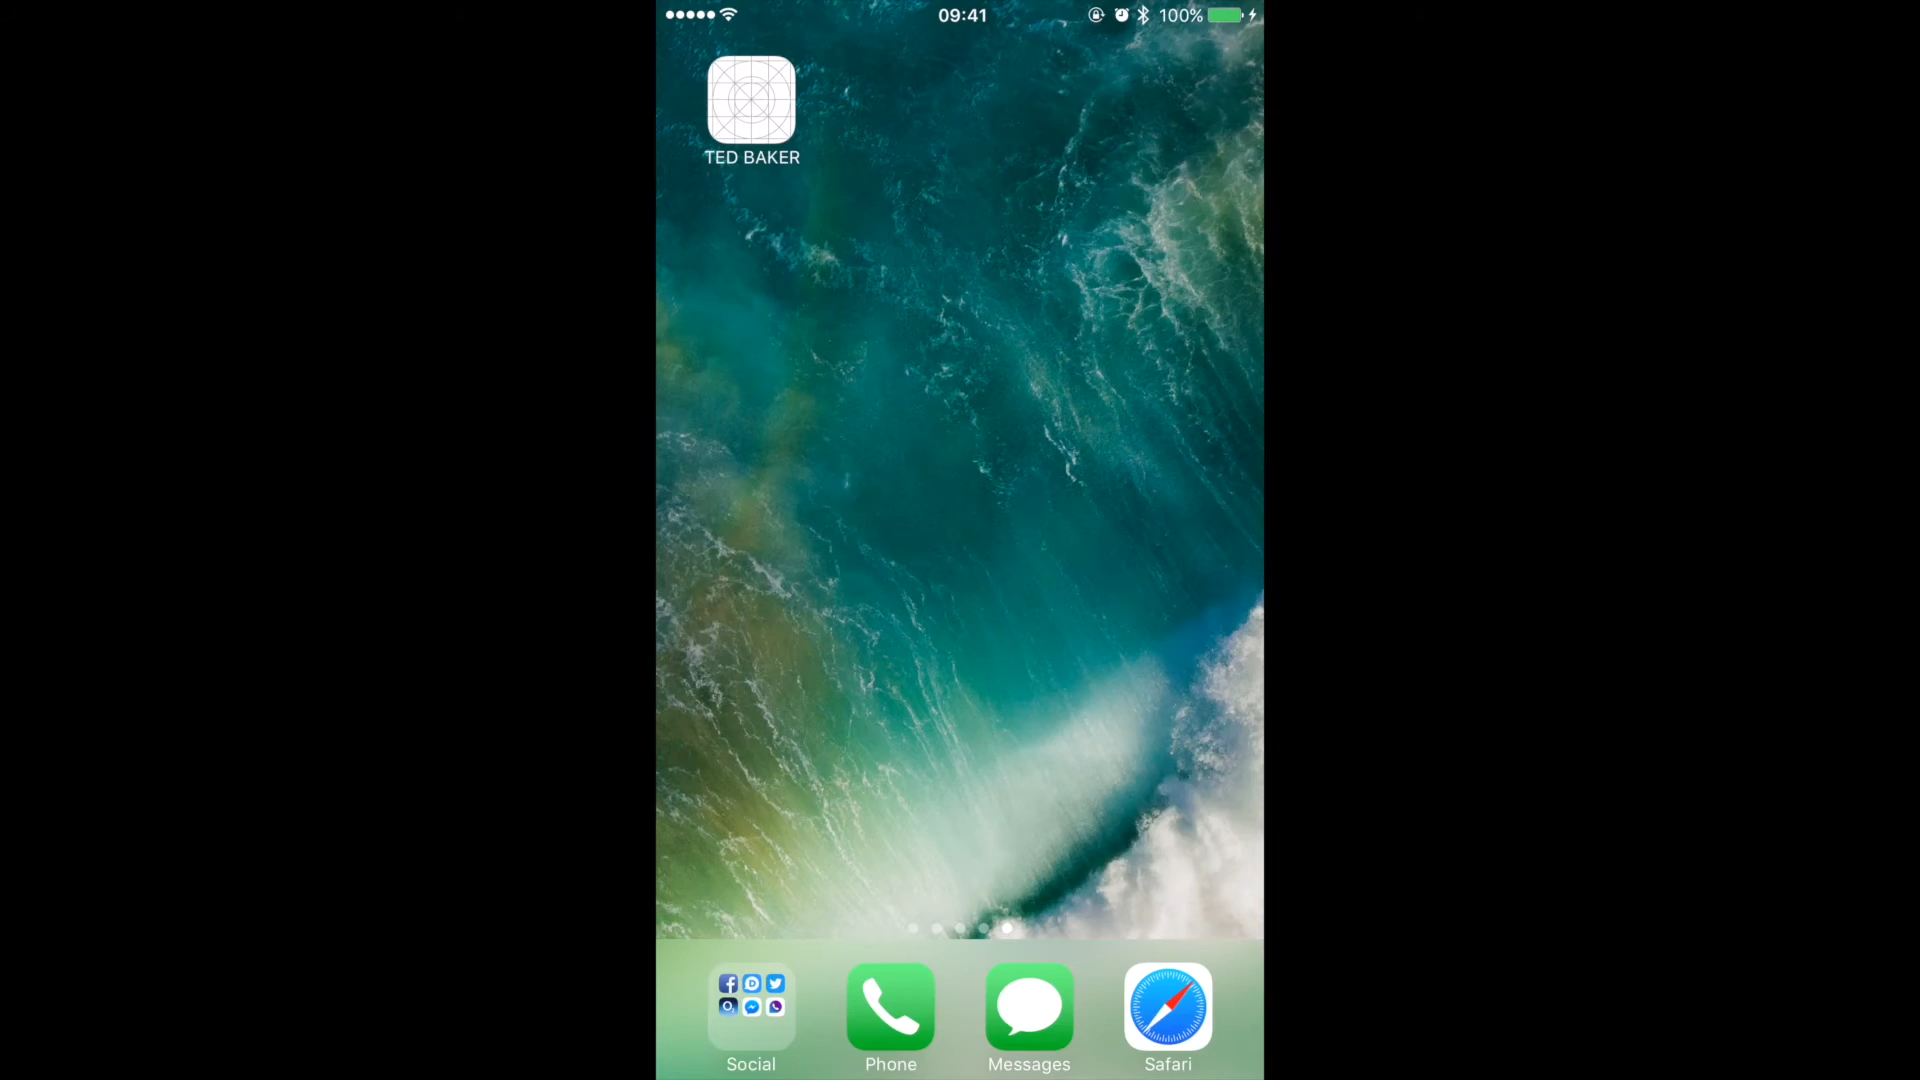 09:41
100%
TED BAKER
Social
Phone
Messages
Safari